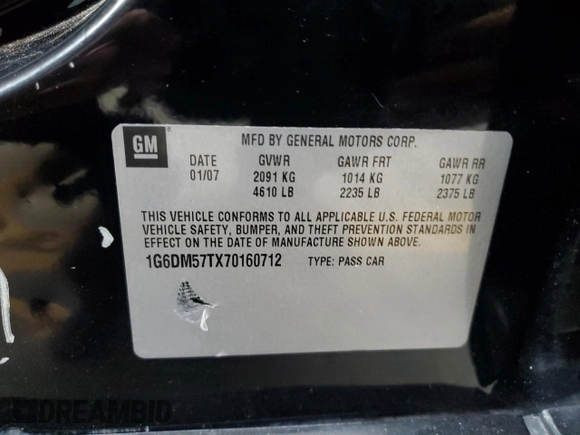 GM
MFD BY GENERAL MOTORS CORP.
DATE GVWR GAWR FRT GAWR RR
01/07 2091 KG 1014 KG 1077 KG
4610 LB 2235 LB 2375 LB
THIS VEHICLE CONFORMS TO ALL APPLICABLE U.S. FEDERAL MOTOR
VEHICLE SAFETY, BUMPER, AND THEFT PREVENTION STANDARDS IN
EFFECT ON THE DATE OF MANUFACTURE SHOWN ABOVE.
1G6DM57TX70160712 TYPE: PASS CAR
DREAMBID